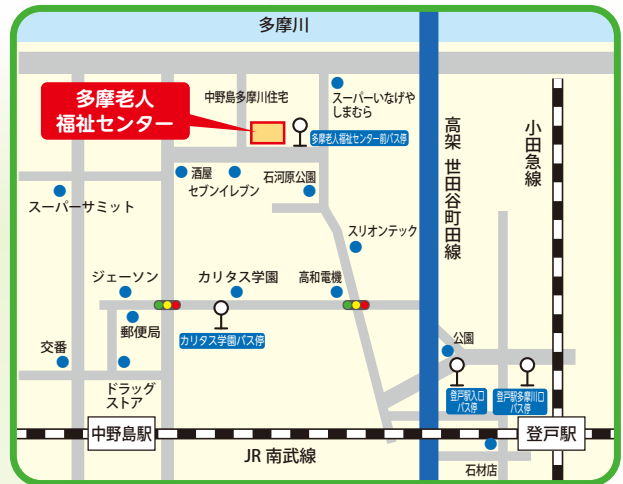 多摩川
中野島多摩川住宅
スーパーいなげや
しまむら
多摩老人
福祉センター
多摩老人福祉センター前バス停
高架 世田谷町田線
小田急線
酒屋
セブンイレブン
石河原公園
スーパーサミット
スリオンテック
ジェーソン
カリタス学園
高和電機
郵便局
カリタス学園バス停
交番
公園
ドラッグ
ストア
登戸駅入口
バス停
登戸駅多摩川口
バス停
中野島駅
登戸駅
JR 南武線
石材店